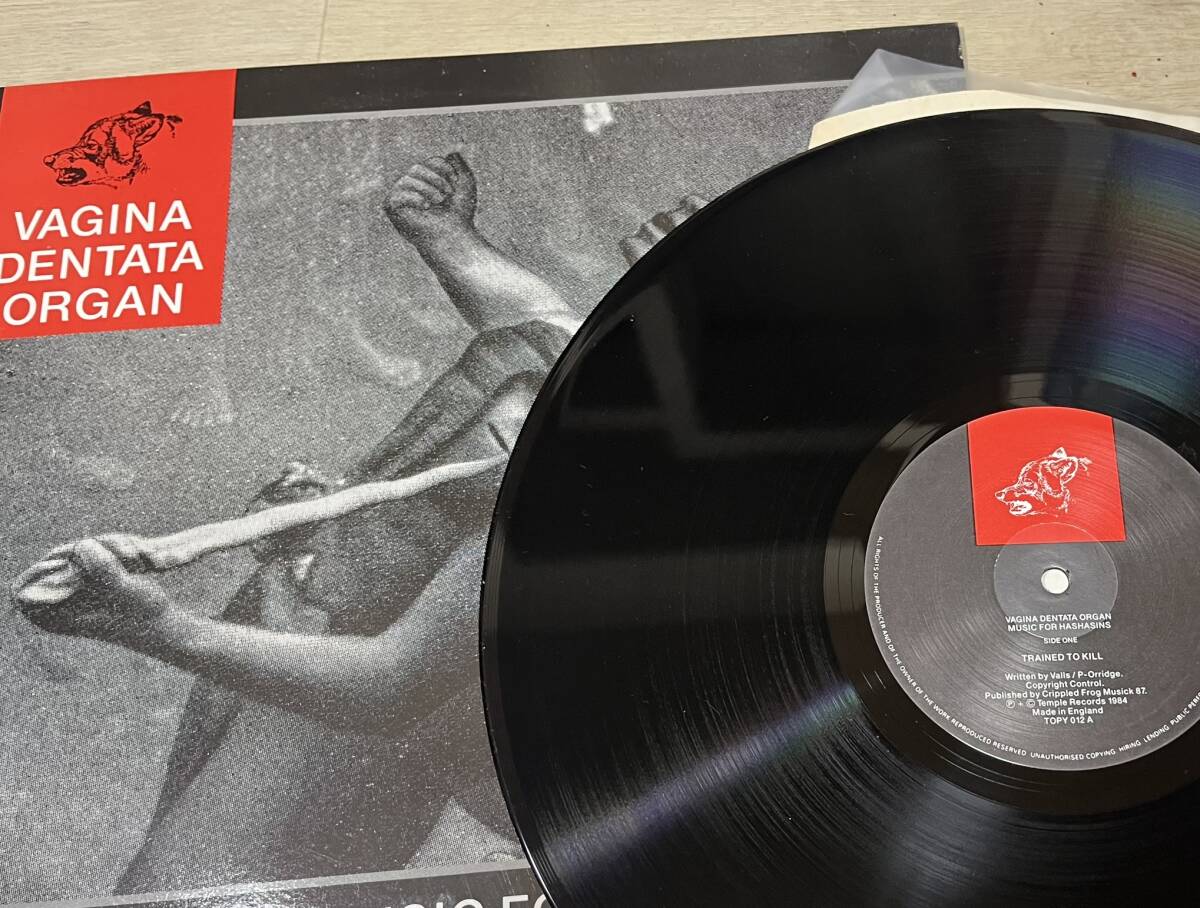 VAGINA
DENTATA
ORGAN
VAGINA DENTATA ORGAN
MUSIC FOR HASHASINS
SIDE ONE
TRAINED TO KILL
Written by Valls / P-Orridge.
Copyright Control.
Published by Crippled Frog Musick 87.
℗ + © Temple Records 1984
Made in England
TOPY 012 A
ALL RIGHTS OF THE PRODUCER AND OF THE OWNER OF THE WORK REPRODUCED RESERVED UNAUTHORISED COPYING HIRING LENDING PUBLIC